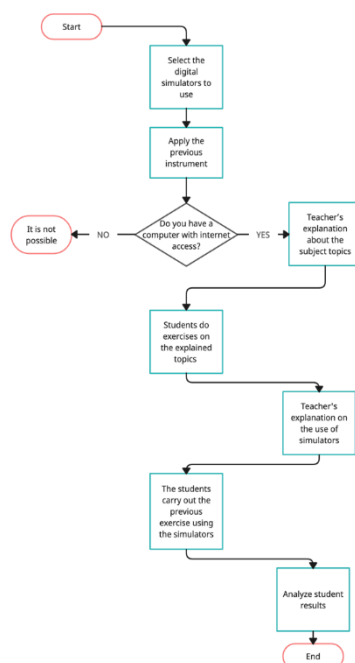 Start
Select the
digital
simulators to
use
Apply the
previous
instrument
Do you have a
computer with internet
access?
NO
It is not
possible
YES
Teacher's
explanation
about the
subject topics
Students do
exercises on
the explained
topics
Teacher's
explanation on
the use of
simulators
The students
carry out the
previous
exercise using
the simulators
Analyze student
results
End